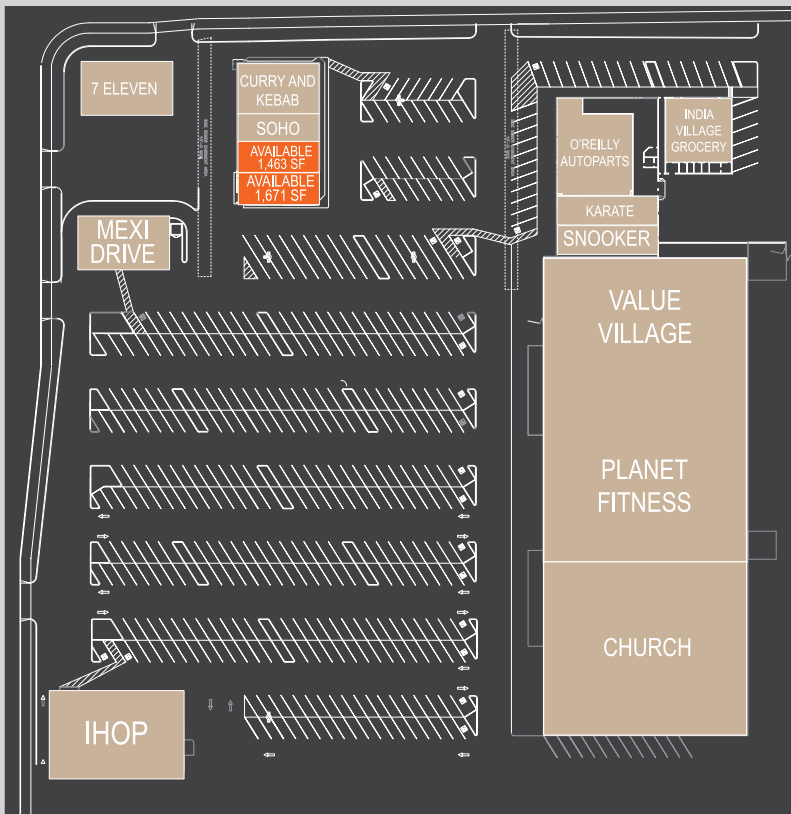 7 ELEVEN
CURRY AND
KEBAB
SOHO
AVAILABLE
1,463 SF
AVAILABLE
1,671 SF
MEXI
DRIVE
O'REILLY
AUTOPARTS
INDIA
VILLAGE
GROCERY
KARATE
SNOOKER
VALUE
VILLAGE
PLANET
FITNESS
CHURCH
IHOP